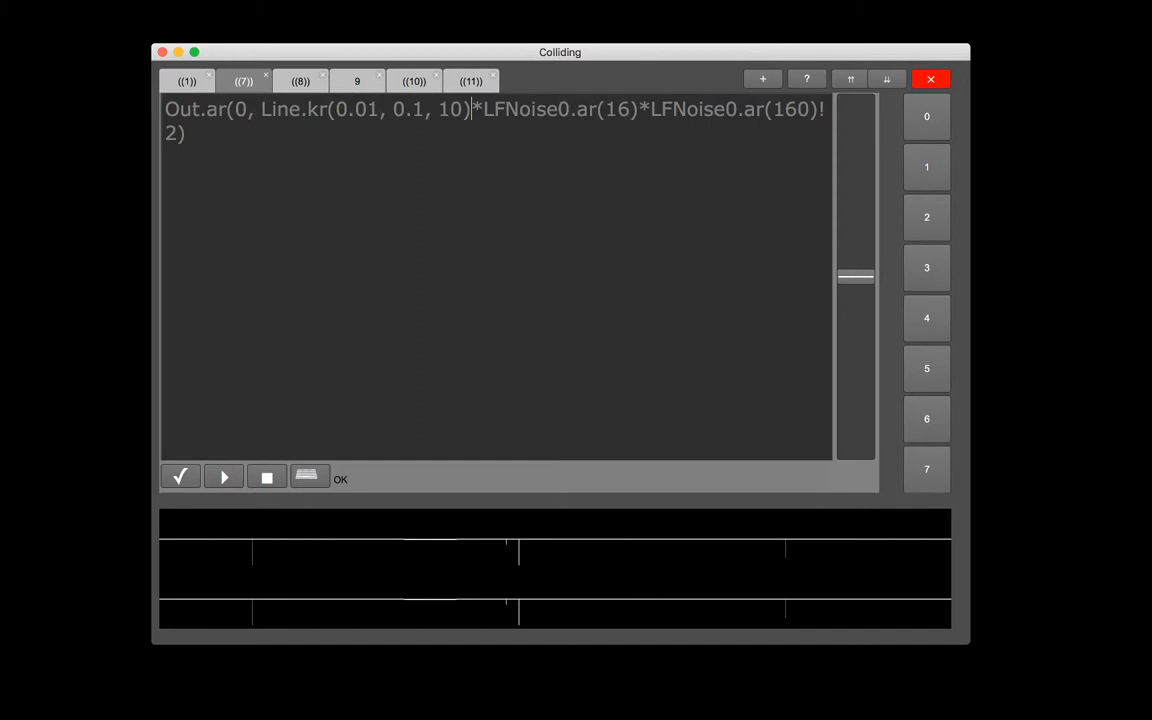 Colliding
((1)) ((7)) ((8)) 9 ((10)) ((11)) + ? ⇈ ⇊ ✕
Out.ar(0, Line.kr(0.01, 0.1, 10)*LFNoise0.ar(16)*LFNoise0.ar(160)!
2)
0
1
2
3
4
5
6
7
OK